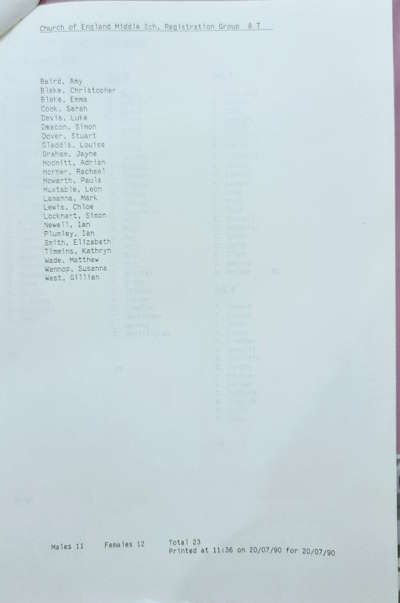 Church of England Middle Sch. Registration Group 8 T
Baird, Amy
Blake, Christopher
Blake, Emma
Cook, Sarah
Davis, Luke
Deacon, Simon
Dover, Stuart
Gladdis, Louise
Graham, Jayne
Hocnitt, Adrian
Horner, Rachael
Howarth, Paula
Huxtable, Leon
Lamanna, Mark
Lewis, Chloe
Lockhart, Simon
Newell, Ian
Plumley, Ian
Smith, Elizabeth
Timmins, Kathryn
Wade, Matthew
Wannop, Susanna
West, Gillian
Males 11 Females 12 Total 23
Printed at 11:36 on 20/07/90 for 20/07/90